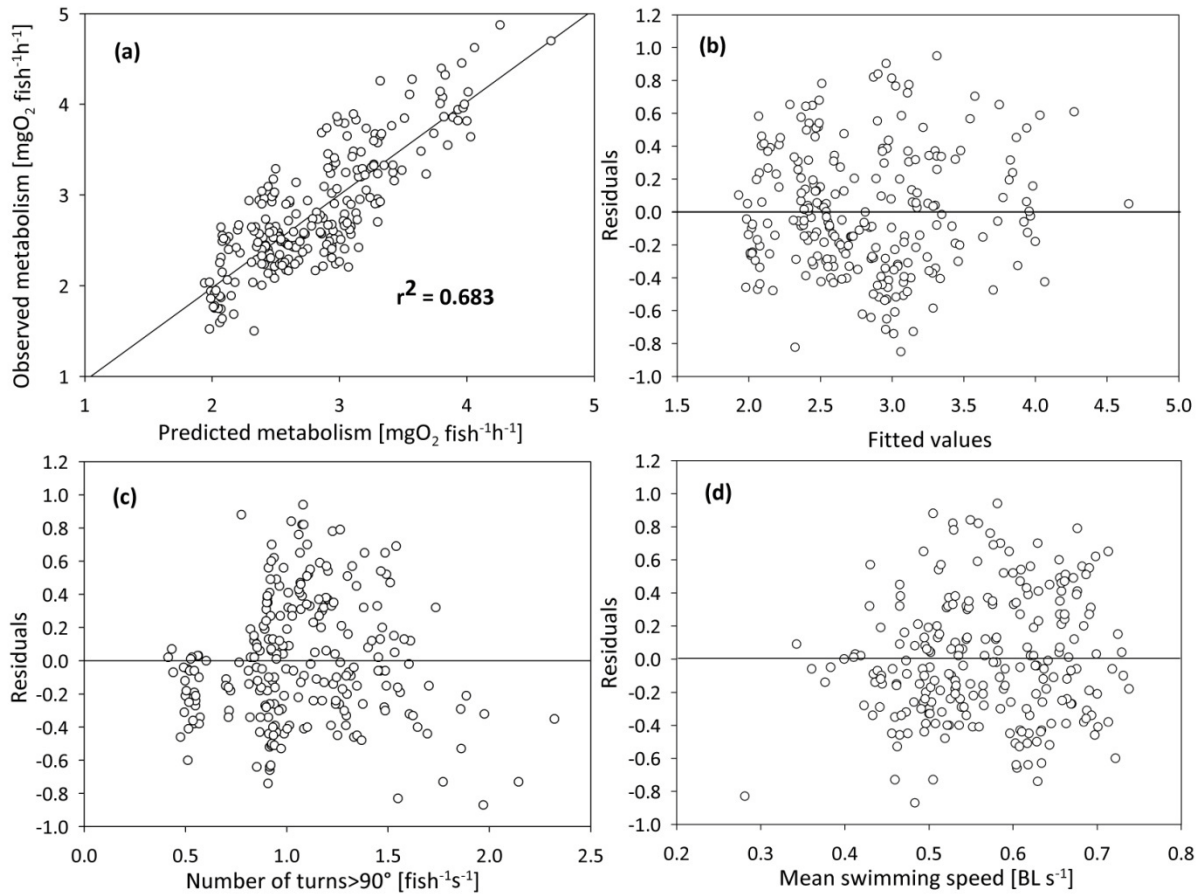 (a)
Observed metabolism [mgO₂ fish⁻¹h⁻¹]
5
4
3
2
1
r² = 0.683
1 2 3 4 5
Predicted metabolism [mgO₂ fish⁻¹h⁻¹]
(b)
Residuals
1.2
1.0
0.8
0.6
0.4
0.2
0.0
-0.2
-0.4
-0.6
-0.8
-1.0
1.5 2.0 2.5 3.0 3.5 4.0 4.5 5.0
Fitted values
(c)
Residuals
1.2
1.0
0.8
0.6
0.4
0.2
0.0
-0.2
-0.4
-0.6
-0.8
-1.0
0.0 0.5 1.0 1.5 2.0 2.5
Number of turns>90° [fish⁻¹s⁻¹]
(d)
Residuals
1.2
1.0
0.8
0.6
0.4
0.2
0.0
-0.2
-0.4
-0.6
-0.8
-1.0
0.2 0.3 0.4 0.5 0.6 0.7 0.8
Mean swimming speed [BL s⁻¹]